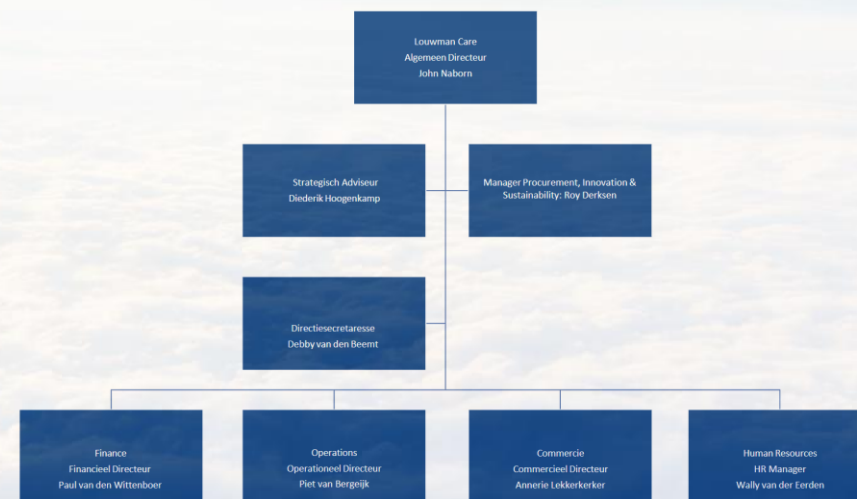 Louwman Care
Algemeen Directeur
John Naborn
Strategisch Adviseur
Diederik Hoogenkamp
Manager Procurement, Innovation &
Sustainability: Roy Derksen
Directiesecretaresse
Debby van den Beemt
Finance
Financieel Directeur
Paul van den Wittenboer
Operations
Operationeel Directeur
Piet van Bergeijk
Commercie
Commercieel Directeur
Annerie Lekkerkerker
Human Resources
HR Manager
Wally van der Eerden